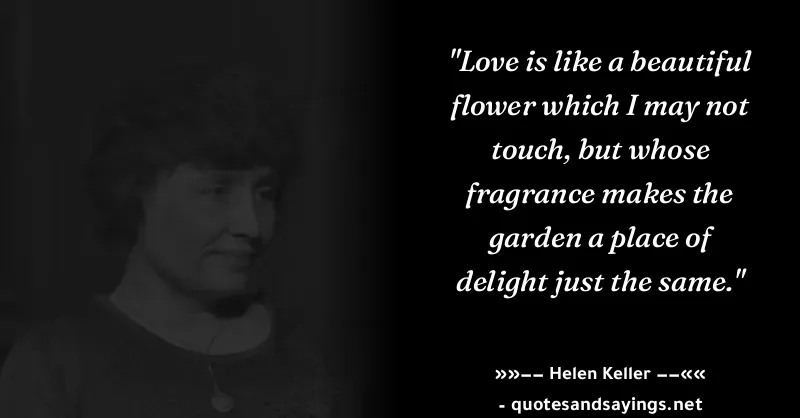 "Love is like a beautiful
flower which I may not
touch, but whose
fragrance makes the
garden a place of
delight just the same."
»»–– Helen Keller ––««
- quotesandsayings.net